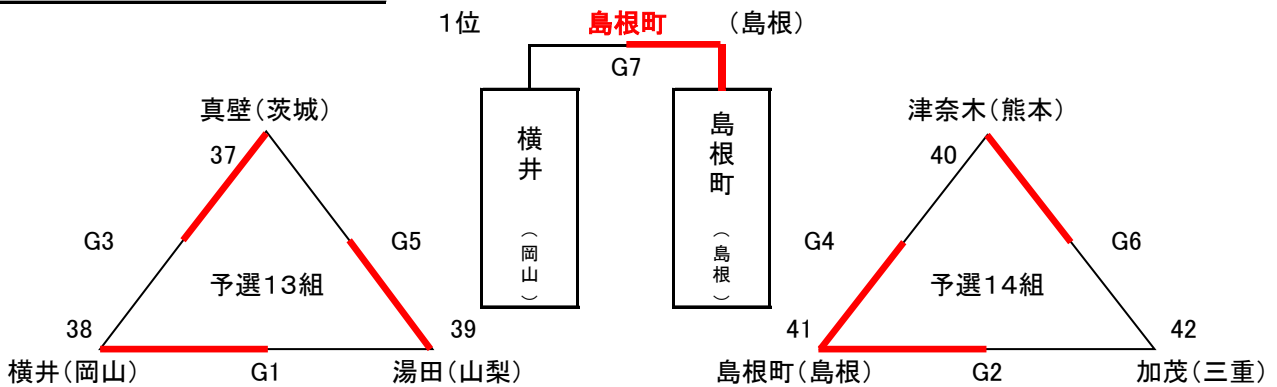 1位 島根町 （島根）
G7
真壁（茨城）
津奈木（熊本）
37
横井（岡山）
島根町（島根）
40
G3
G5
G4
G6
予選１３組
予選１４組
38
39
41
42
横井（岡山）
G1
湯田（山梨）
島根町（島根）
G2
加茂（三重）